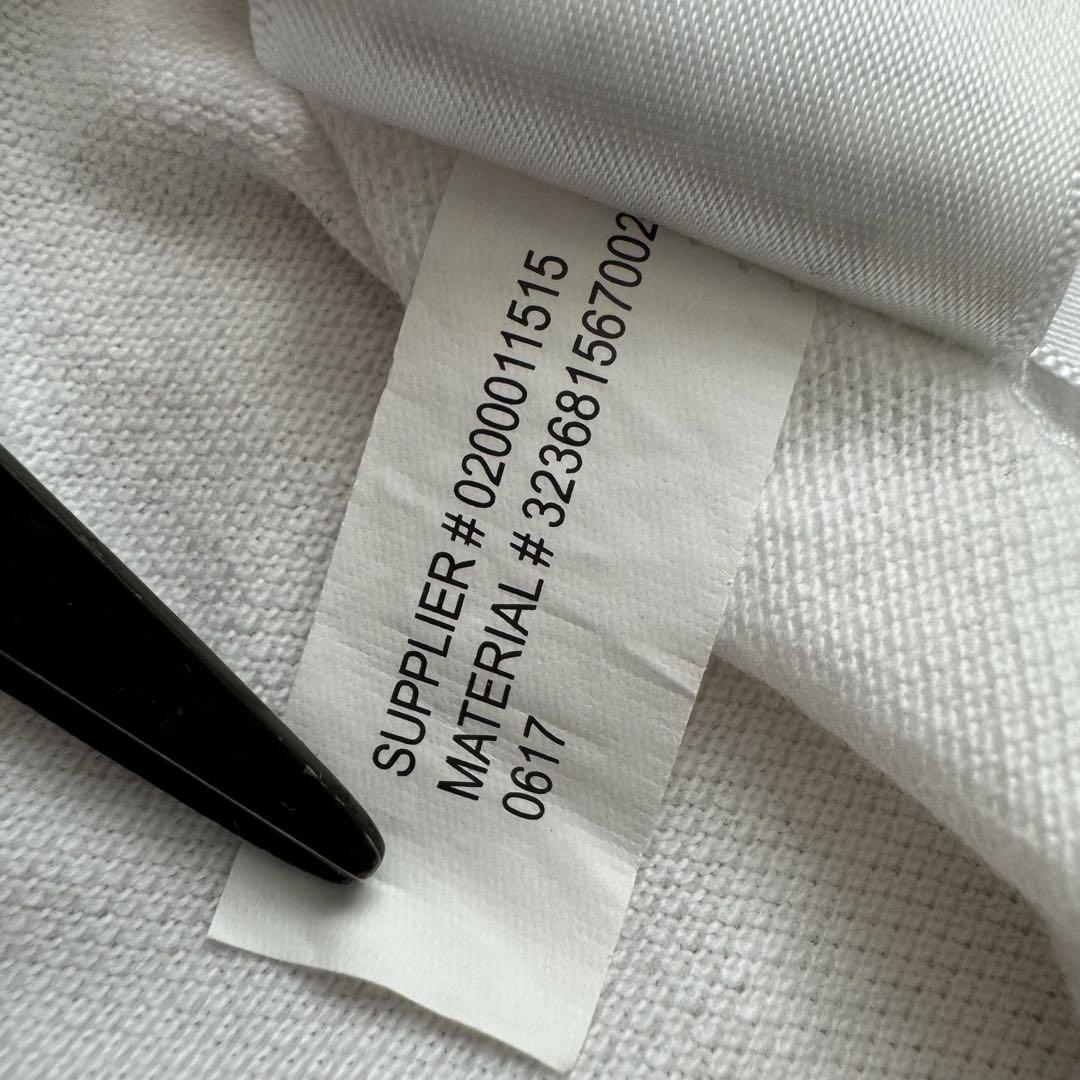 SUPPLIER # 0200011515
MATERIAL # 323681567002
0617